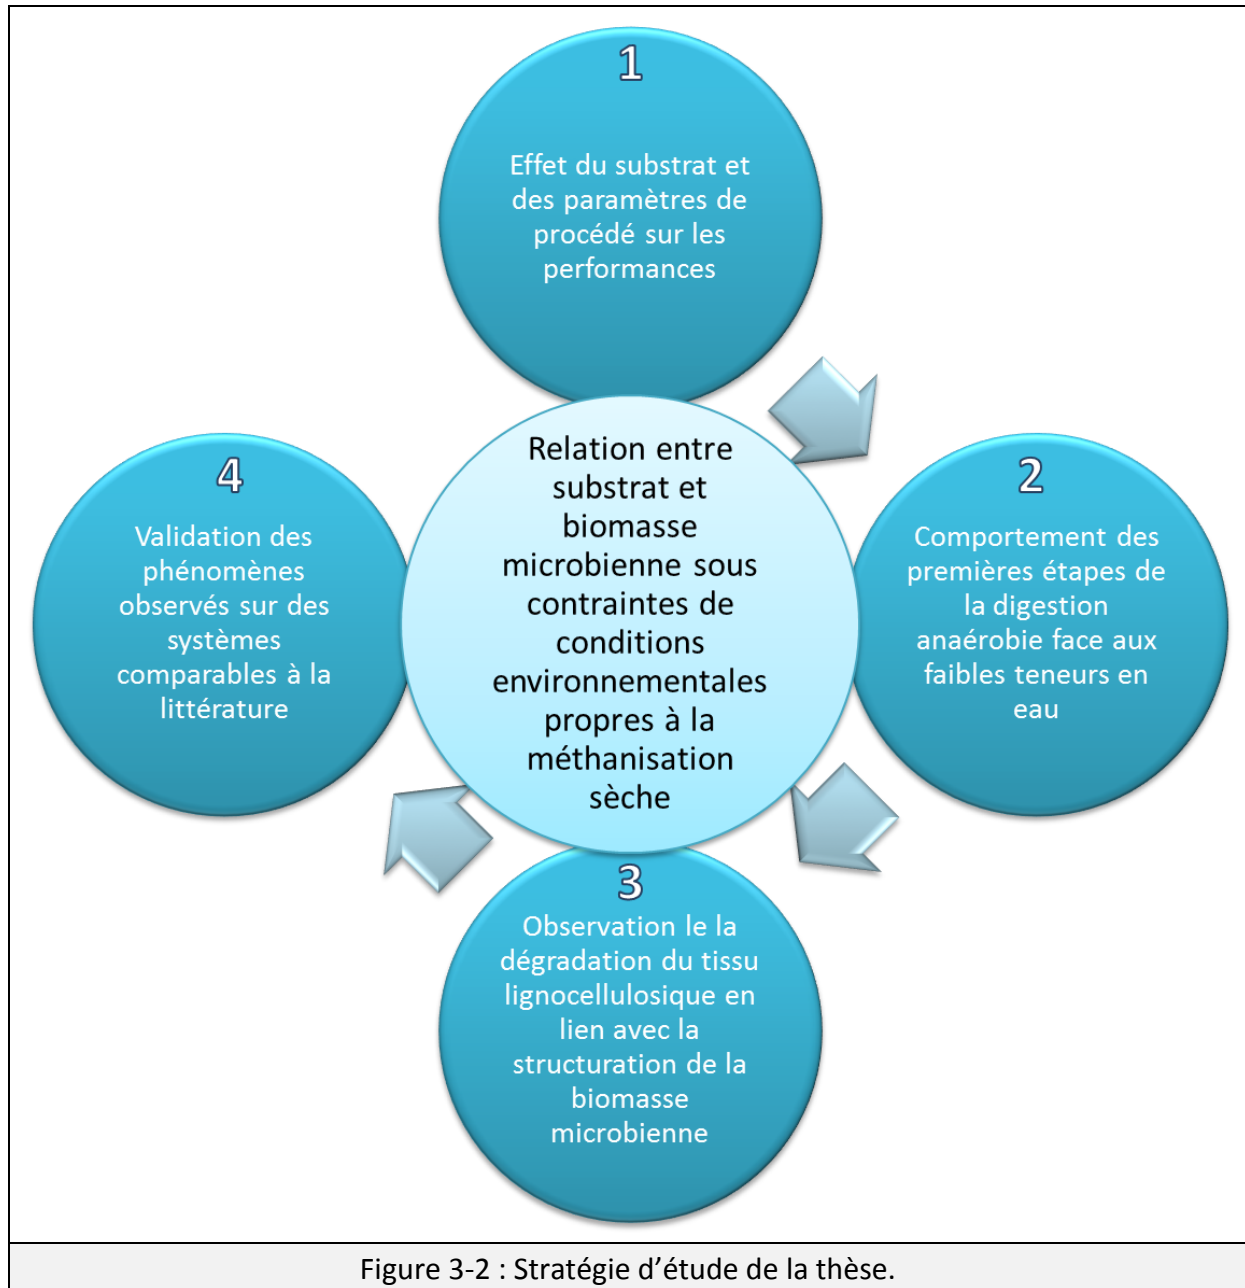 1
Effet du substrat et
des paramètres de
procédé sur les
performances
Relation entre
substrat et
biomasse
microbienne sous
contraintes de
conditions
environnementales
propres à la
méthanisation
sèche
2
Comportement des
premières étapes de
la digestion
anaérobie face aux
faibles teneurs en
eau
3
Observation le la
dégradation du tissu
lignocellulosique en
lien avec la
structuration de la
biomasse
microbienne
4
Validation des
phénomènes
observés sur des
systèmes
comparables à la
littérature
Figure 3-2 : Stratégie d’étude de la thèse.